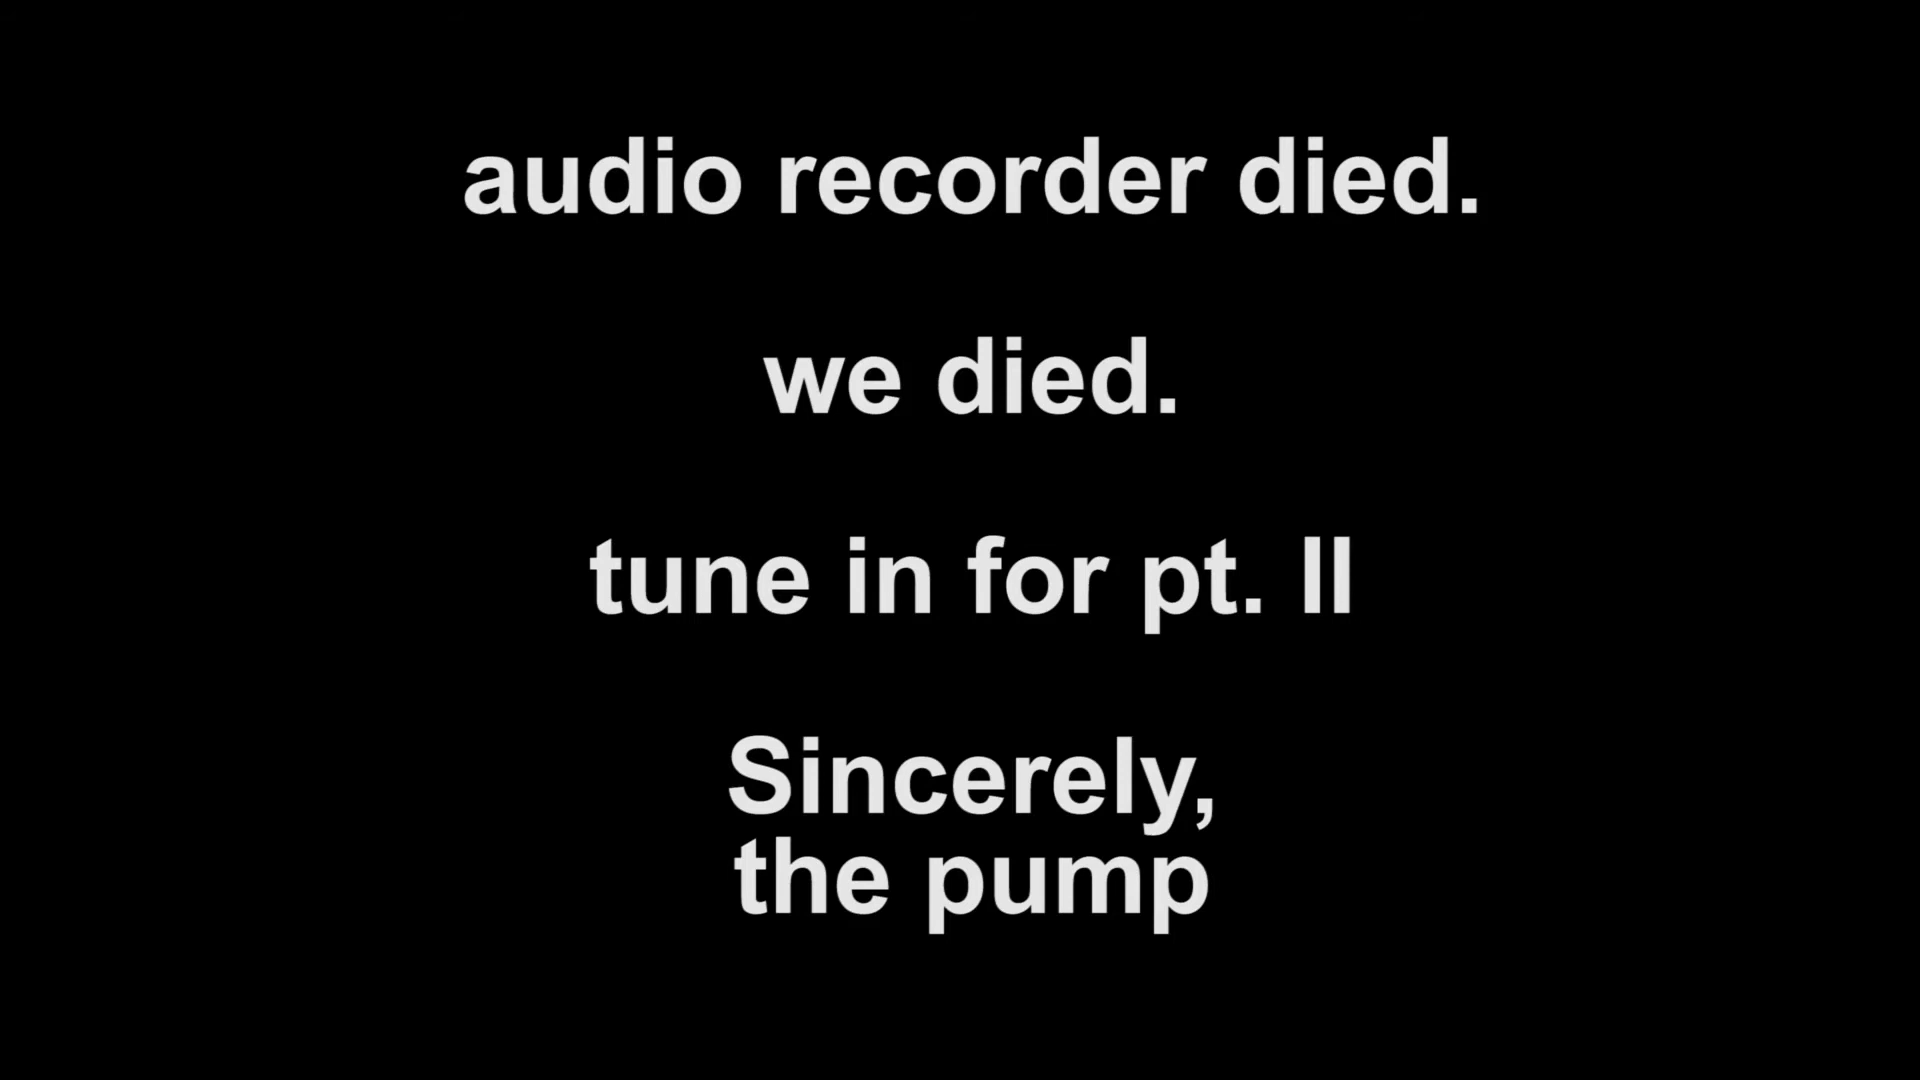 audio recorder died.
we died.
tune in for pt. II
Sincerely,
the pump